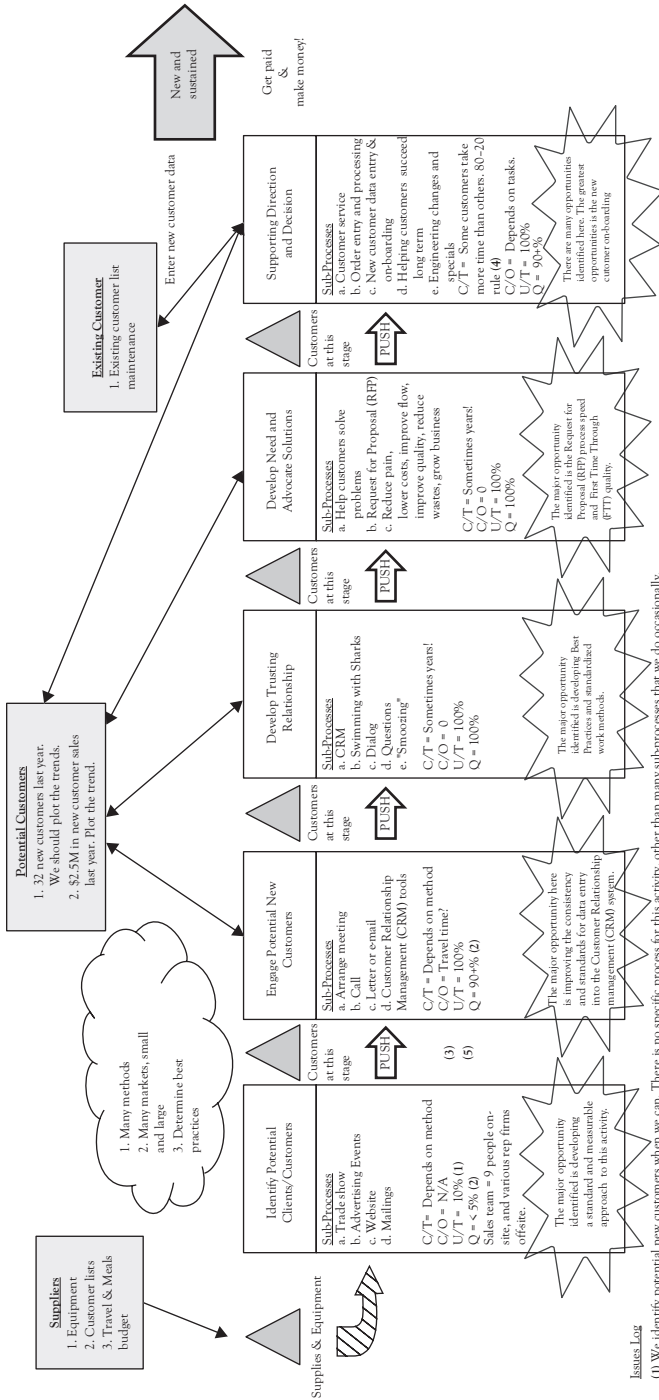 Suppliers
1. Equipment
2. Customer lists
3. Travel & Meals
budget
1. Many methods
2. Many markets, small
and large
3. Determine best
practices
Potential Customers
1. 32 new customers last year.
We should plot the trends.
2. $2.5M in new customer sales
last year. Plot the trend.
Existing Customer
1. Existing customer list
maintenance
Enter new customer data
New and
sustained
Get paid
&
make money!
Supplies & Equipment
Identify Potential
Clients/Customers
Sub-Processes
a. Trade show
b. Advertising Events
c. Website
d. Mailings
C/T= Depends on method
C/O = N/A
U/T = 10% (1)
Q = < 5% (2)
Sales team = 9 people on-
site, and various rep firms
off-site.
The major opportunity
identified is developing
a standard and measurable
approach to this activity.
Customers
at this
stage
PUSH
(3)
(5)
Engage Potential New
Customers
Sub-Processes
a. Arrange meeting
b. Call
c. Letter or email
d. Customer Relationship
Management (CRM) tools
C/T = Depends on method
C/O = Travel time?
U/T = 100%
Q = 90+% (2)
The major opportunity here
is improving the consistency
and standards for data entry
into the Customer Relationship
management (CRM) system.
Customers
at this
stage
PUSH
Develop Trusting
Relationship
Sub-Processes
a. CRM
b. Swimming with Sharks
c. Dialog
d. Questions
e. "Smoozing"
C/T = Sometimes years!
C/O = 0
U/T = 100%
Q = 100%
The major opportunity
identified is developing Best
Practices and standardized
work methods.
Customers
at this
stage
PUSH
Develop Need and
Advocate Solutions
Sub-Processes
a. Help customers solve
problems
b. Request for Proposal (RFP)
c. Reduce pain,
lower costs, improve flow,
improve quality, reduce
wastes, grow business
C/T = Sometimes years!
C/O = 0
U/T = 100%
Q = 100%
The major opportunity
identified is the Request for
Proposal (RFP) process speed
and First Time Through
(FTT) quality.
Customers
at this
stage
PUSH
Supporting Direction
and Decision
Sub-Processes
a. Customer service
b. Order entry and processing
c. New customer data entry &
on-boarding
d. Helping customers succeed
long term
e. Engineering changes and
specials
C/T = Some customers take
more time than others. 80–20
rule (4)
C/O = Depends on tasks.
U/T = 100%
Q = 90+%
There are many opportunities
identified here. The greatest
opportunities is the new
cutomer on-boarding
Issues Log
(1) We identify potential new customers when we can. There is no specific process for this activity, other than many subprocesses that we do occasionally.